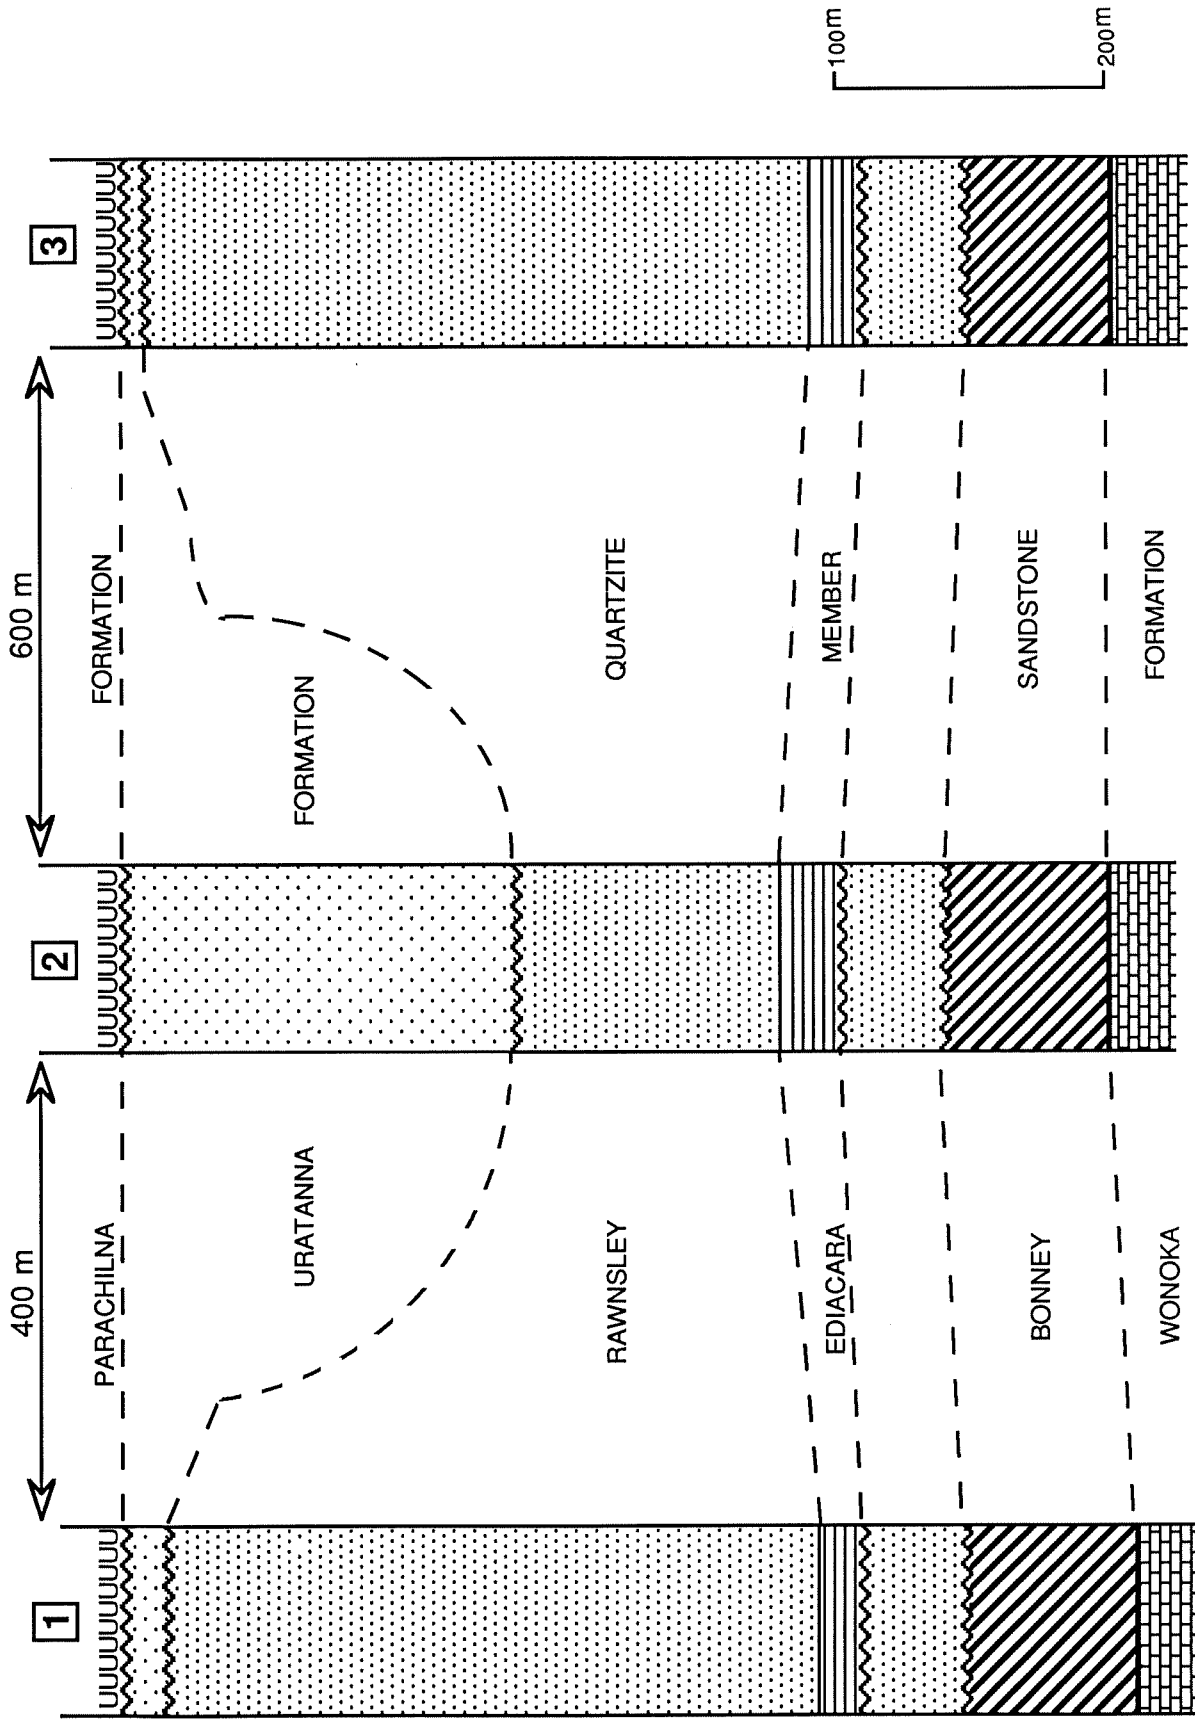 1
2
3
400 m
600 m
PARACHILNA FORMATION
URATANNA FORMATION
RAWNSLEY QUARTZITE
EDIACARA MEMBER
BONNEY SANDSTONE
WONOKA FORMATION
100m
200m